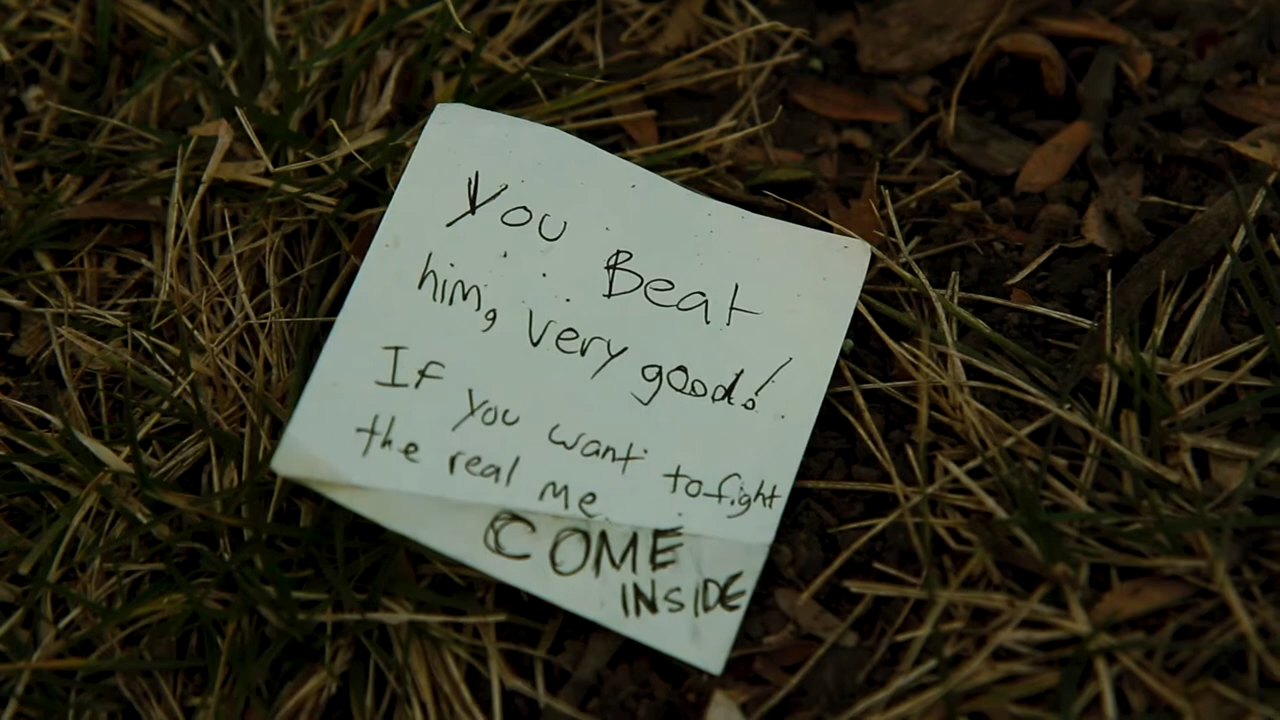 You Beat
him, very good!
If you want to fight
the real me
COME
INSIDE